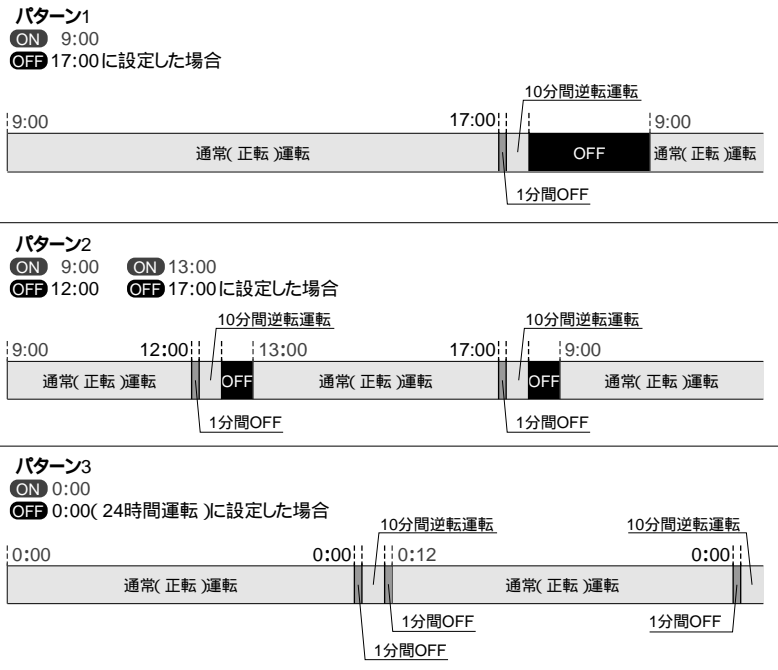 パターン1
ON 9:00
OFF 17:00に設定した場合
10分間逆転運転
9:00 17:00 9:00
通常( 正転 )運転 OFF 通常( 正転 )運転
1分間OFF
パターン2
ON 9:00 ON 13:00
OFF 12:00 OFF 17:00に設定した場合
10分間逆転運転 10分間逆転運転
9:00 12:00 13:00 17:00 9:00
通常( 正転 )運転 OFF 通常( 正転 )運転 OFF 通常( 正転 )運転
1分間OFF 1分間OFF
パターン3
ON 0:00
OFF 0:00( 24時間運転 )に設定した場合
10分間逆転運転 10分間逆転運転
0:00 0:00 0:12 0:00
通常( 正転 )運転 通常( 正転 )運転
1分間OFF 1分間OFF
1分間OFF